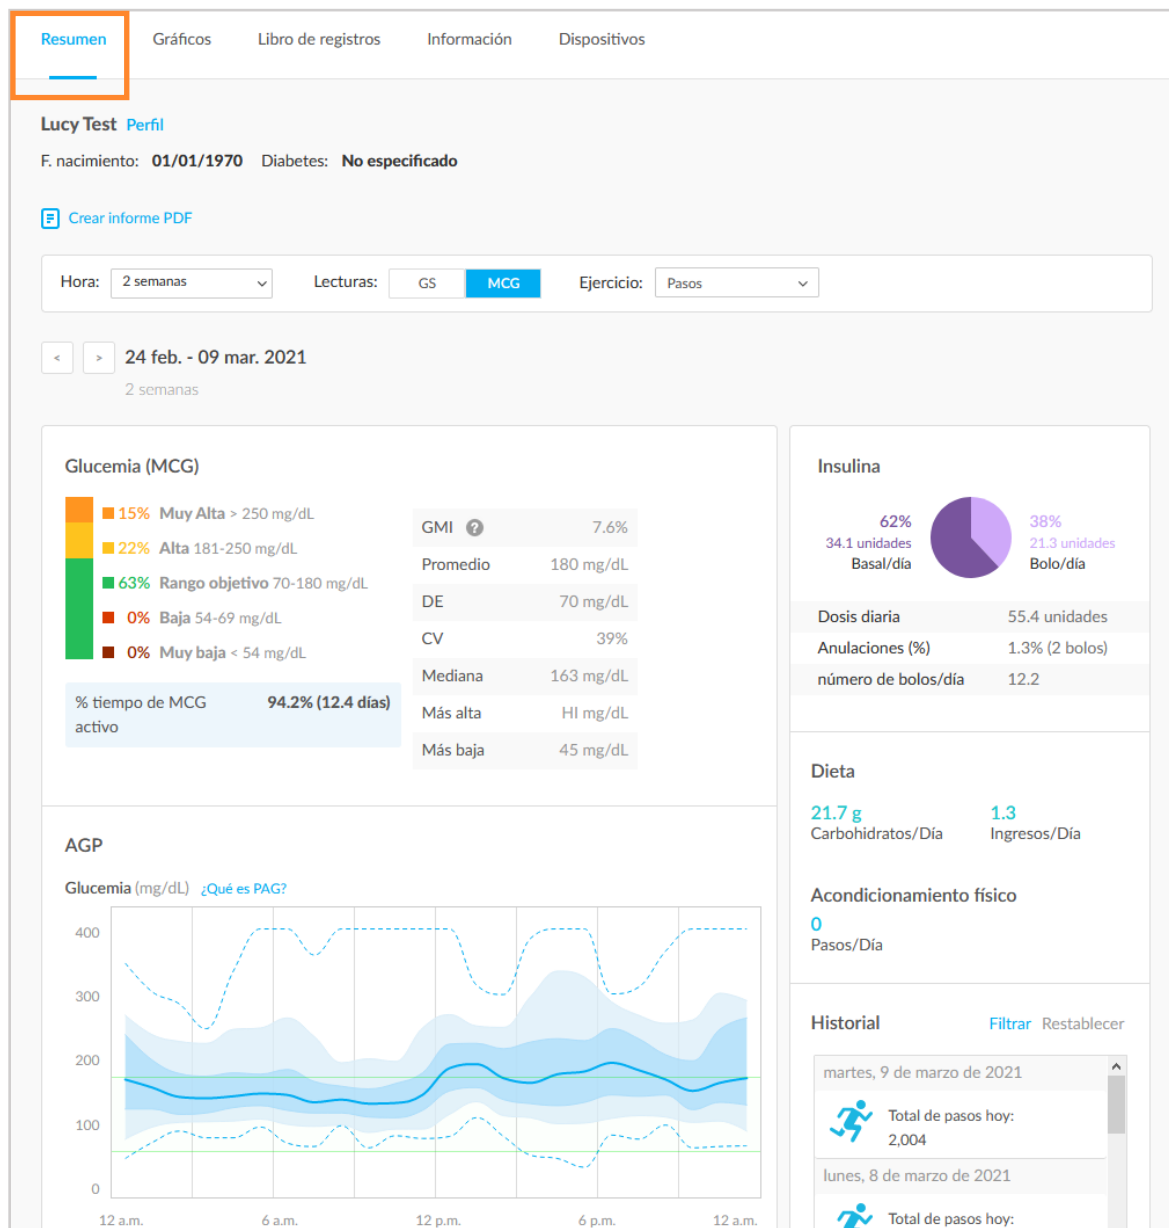 Resumen Gráficos Libro de registros Información Dispositivos
Lucy Test Perfil
F. nacimiento: 01/01/1970 Diabetes: No especificado
Crear informe PDF
Hora: 2 semanas Lecturas: GS MCG Ejercicio: Pasos
< > 24 feb. - 09 mar. 2021
2 semanas
Glucemia (MCG)
15% Muy Alta > 250 mg/dL
22% Alta 181-250 mg/dL
63% Rango objetivo 70-180 mg/dL
0% Baja 54-69 mg/dL
0% Muy baja < 54 mg/dL
% tiempo de MCG 94.2% (12.4 días)
activo
GMI ? 7.6%
Promedio 180 mg/dL
DE 70 mg/dL
CV 39%
Mediana 163 mg/dL
Más alta HI mg/dL
Más baja 45 mg/dL
AGP
Glucemia (mg/dL) ¿Qué es PAG?
400
300
200
100
0
12 a.m. 6 a.m. 12 p.m. 6 p.m. 12 a.m.
Insulina
62% 38%
34.1 unidades 21.3 unidades
Basal/día Bolo/día
Dosis diaria 55.4 unidades
Anulaciones (%) 1.3% (2 bolos)
número de bolos/día 12.2
Dieta
21.7 g 1.3
Carbohidratos/Día Ingresos/Día
Acondicionamiento físico
0
Pasos/Día
Historial Filtrar Restablecer
martes, 9 de marzo de 2021
Total de pasos hoy:
2,004
lunes, 8 de marzo de 2021
Total de pasos hoy: